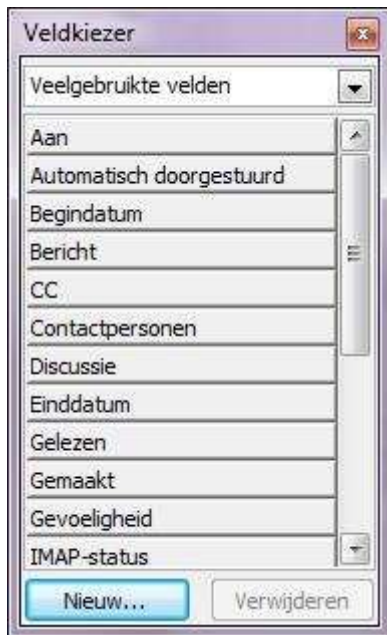 Veldkiezer
Veelgebruikte velden
Aan
Automatisch doorgestuurd
Begindatum
Bericht
CC
Contactpersonen
Discussie
Einddatum
Gelezen
Gemaakt
Gevoeligheid
IMAP-status
Nieuw... Verwijderen